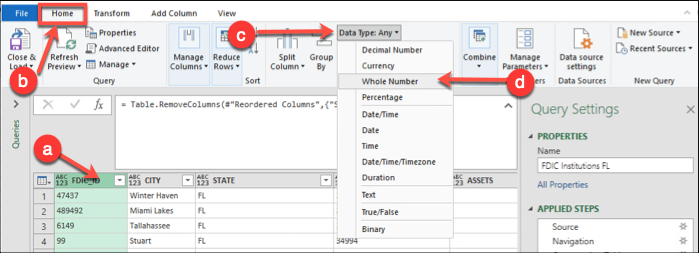 File Home Transform Add Column View
c
Data Type: Any
Close & Load
Refresh Preview
Properties
Advanced Editor
Manage
Query
Manage Columns
Reduce Rows
Sort
Split Column
Group By
Decimal Number
Currency
Whole Number
Percentage
Date/Time
Date
Time
Date/Time/Timezone
Duration
Text
True/False
Binary
Combine
Manage Parameters
Data source settings
Data Sources
New Source
Recent Sources
New Query
b
d
a
Queries
fx
= Table.RemoveColumns(#"Reordered Columns",{"S
ABC 123 FDIC_ID ABC 123 CITY ABC 123 STATE ABC 123 ASSETS
1 47437 Winter Haven FL
2 489492 Miami Lakes FL
3 6149 Tallahassee FL
4 99 Stuart FL 34994
Query Settings
PROPERTIES
Name
FDIC Institutions FL
All Properties
APPLIED STEPS
Source
Navigation